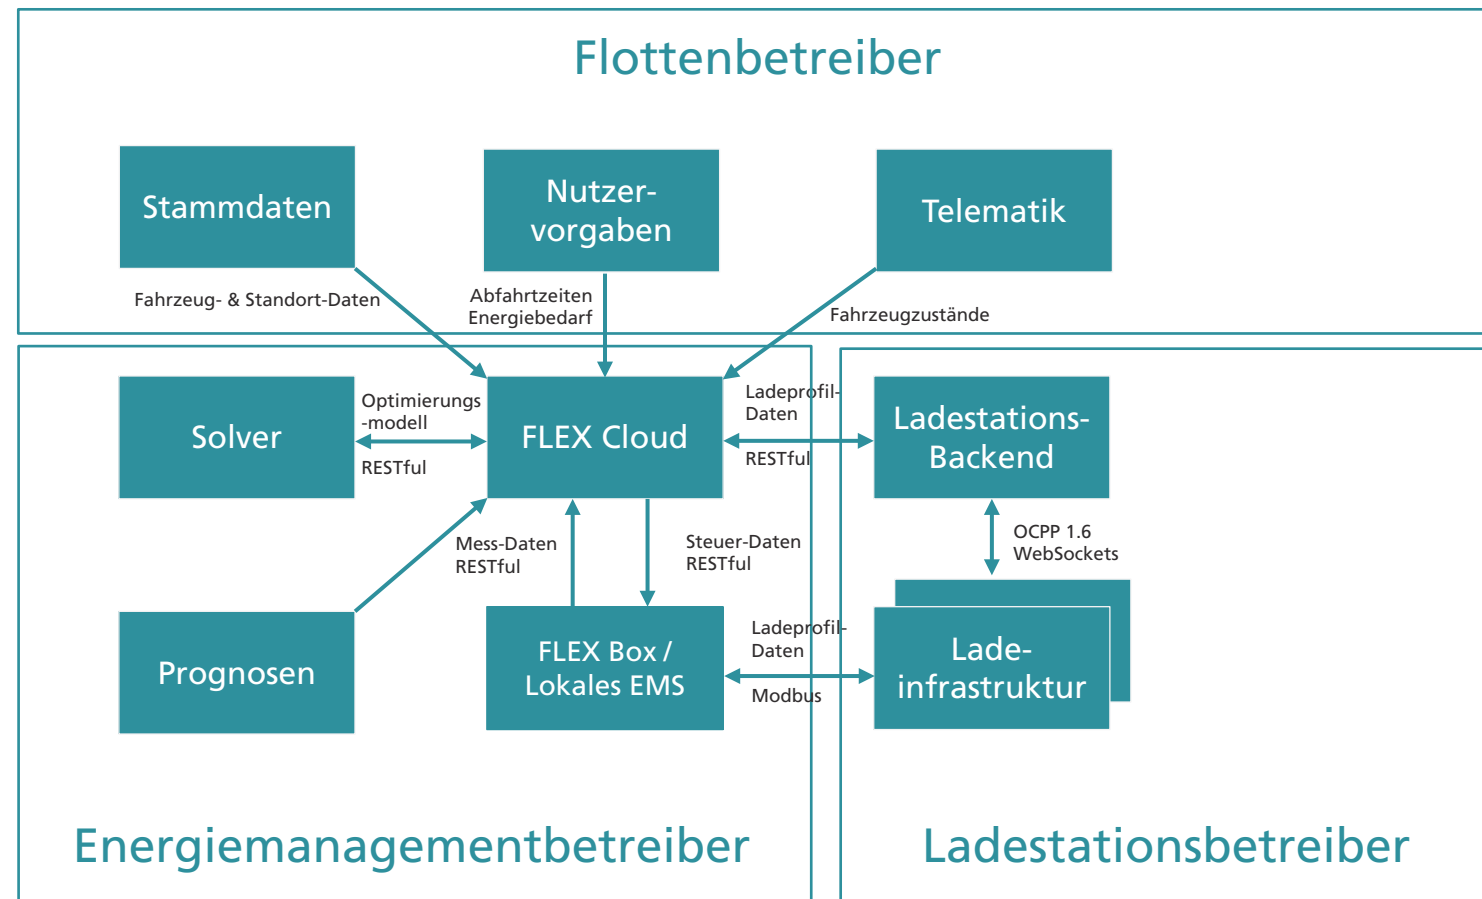 Flottenbetreiber
Stammdaten
Nutzer-
vorgaben
Telematik
Fahrzeug- & Standort-Daten
Abfahrtzeiten
Energiebedarf
Fahrzeugzustände
Solver
Optimierungs
-modell
RESTful
FLEX Cloud
Ladeprofil-
Daten
RESTful
Ladestations-
Backend
Mess-Daten
RESTful
Steuer-Daten
RESTful
OCPP 1.6
WebSockets
Prognosen
FLEX Box /
Lokales EMS
Ladeprofil-
Daten
Modbus
Lade-
infrastruktur
Energiemanagementbetreiber
Ladestationsbetreiber